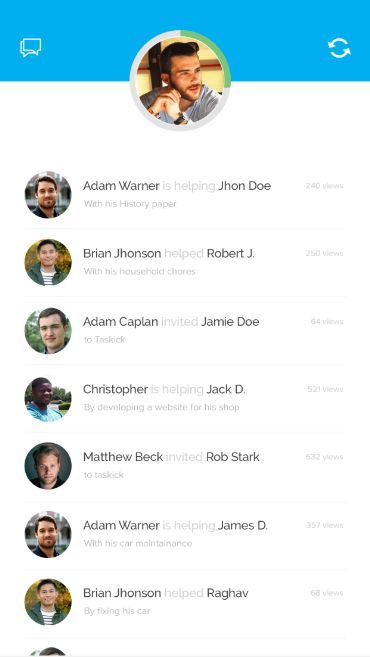 Adam Warner is helping Jhon Doe 240 views
With his History paper
Brian Jhonson helped Robert J. 250 views
With his household chores
Adam Caplan invited Jamie Doe 64 views
to Taskick
Christopher is helping Jack D. 521 views
By developing a website for his shop
Matthew Beck invited Rob Stark 632 views
to taskick
Adam Warner is helping James D. 357 views
With his car maintainance
Brian Jhonson helped Raghav 68 views
By fixing his car